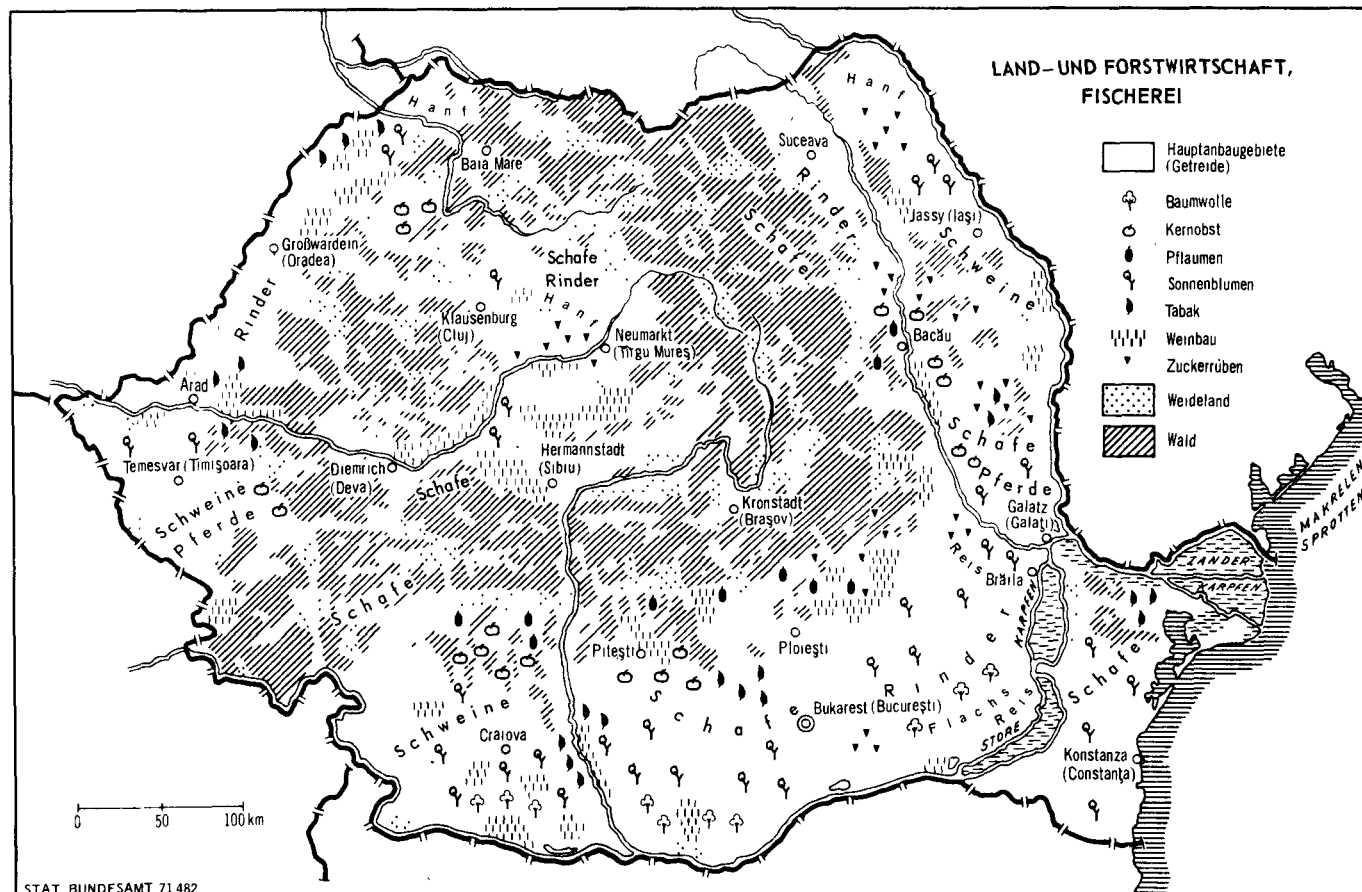 LAND- UND FORSTWIRTSCHAFT,
FISCHEREI
Hauptanbaugebiete
(Getreide)
Baumwolle
Kernobst
Pflaumen
Sonnenblumen
Tabak
Weinbau
Zuckerrüben
Weideland
Wald
Hanf
Hanf
Baia Mare
Suceava
Rinder
Schafe
Jassy (Iaşi)
Schweine
Großwardein
(Oradea)
Rinder
Schafe
Rinder
Hanf
Klausenburg
(Cluj)
Neumarkt
(Tîrgu Mureş)
Bacău
Arad
Temesvar (Timişoara)
Schweine
Pferde
Diemrich
(Deva)
Schafe
Hermannstadt
(Sibiu)
Kronstadt
(Braşov)
Schafe
Pferde
Galatz
(Galaţi)
Reis
Brăila
KARPFEN
ZANDER
KARPFEN
MAKRELEN
SPROTTEN
Schafe
Piteşti
Ploieşti
Schafe
Rinder
Bukarest (Bucureşti)
Flachs
Reis
STÖRE
Schafe
Schweine
Craiova
Konstanza
(Constanţa)
0 50 100 km
STAT. BUNDESAMT 71 482